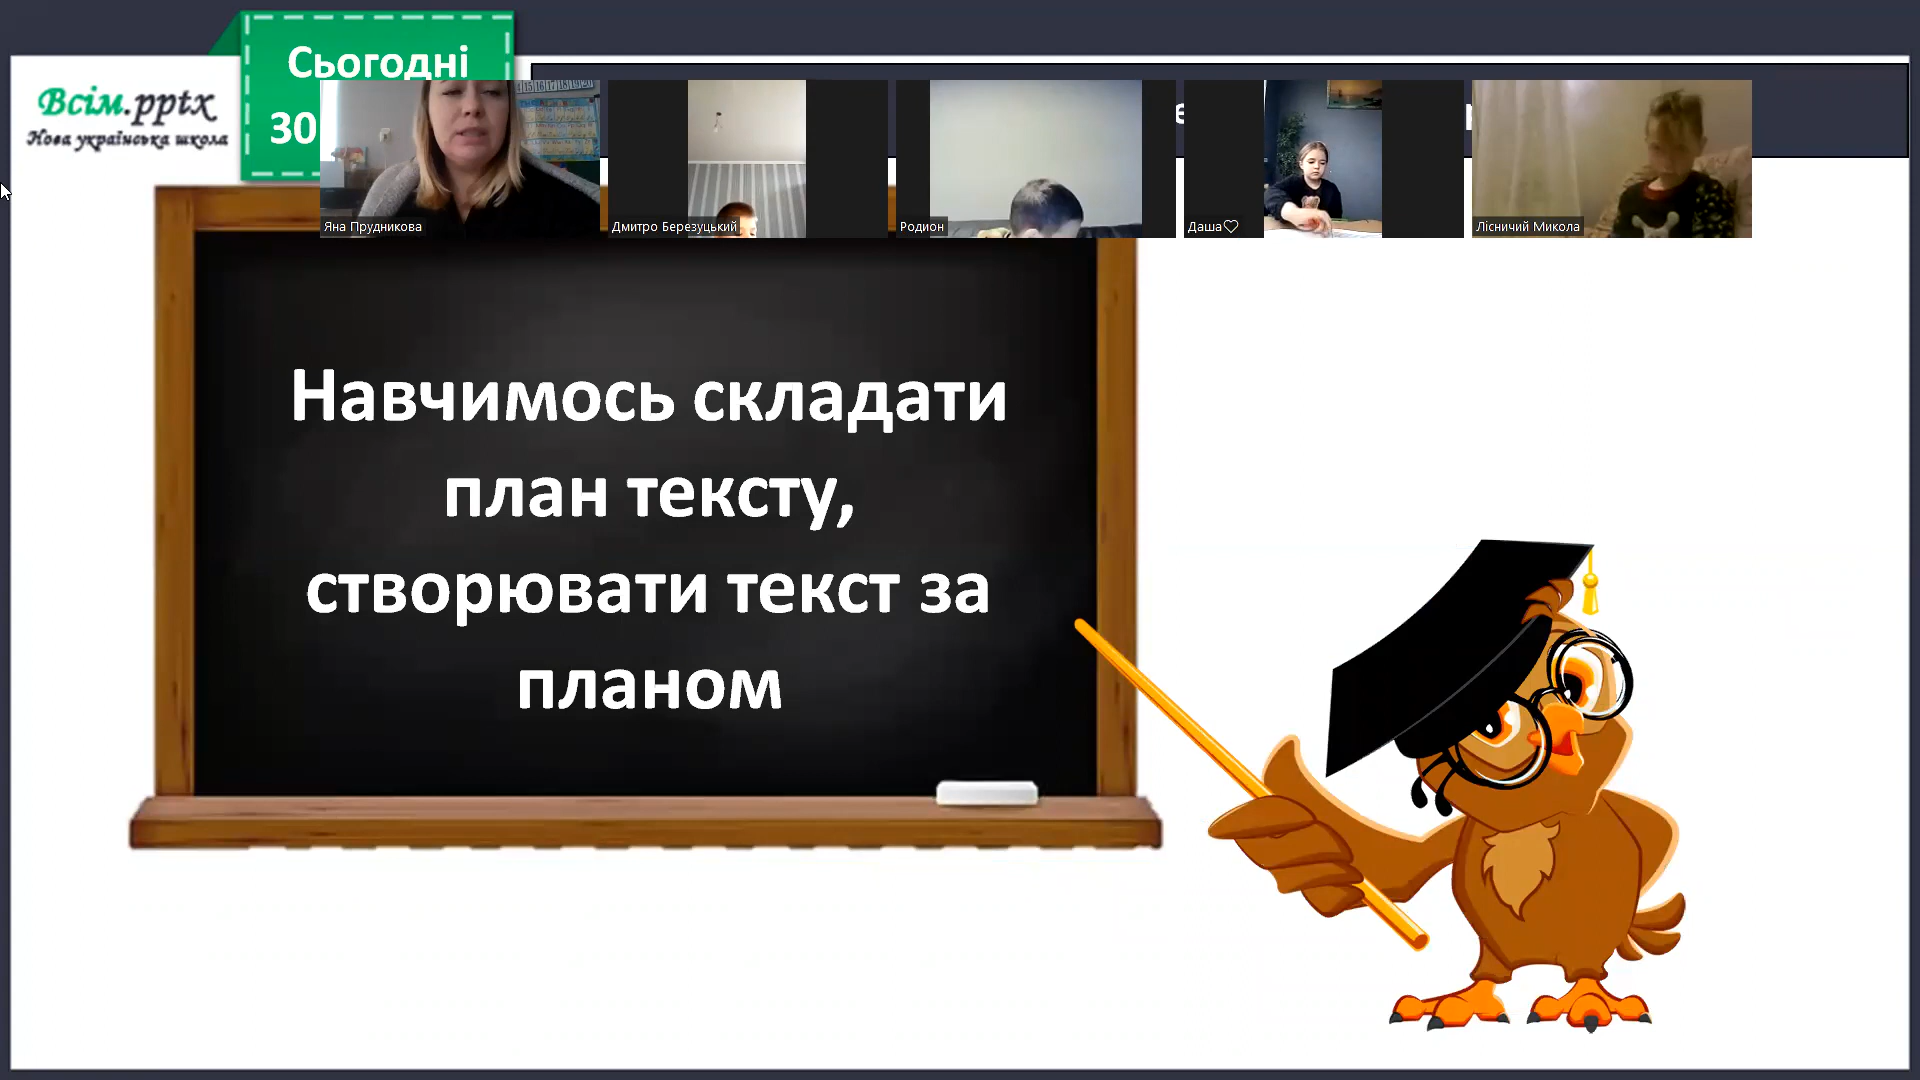 Сьогодні
30
Всім.pptx
Нова українська школа
Яна Прудникова
Дмитро Березуцький
Родион
Даша♡
Лісничий Микола
Навчимось складати
план тексту,
створювати текст за
планом